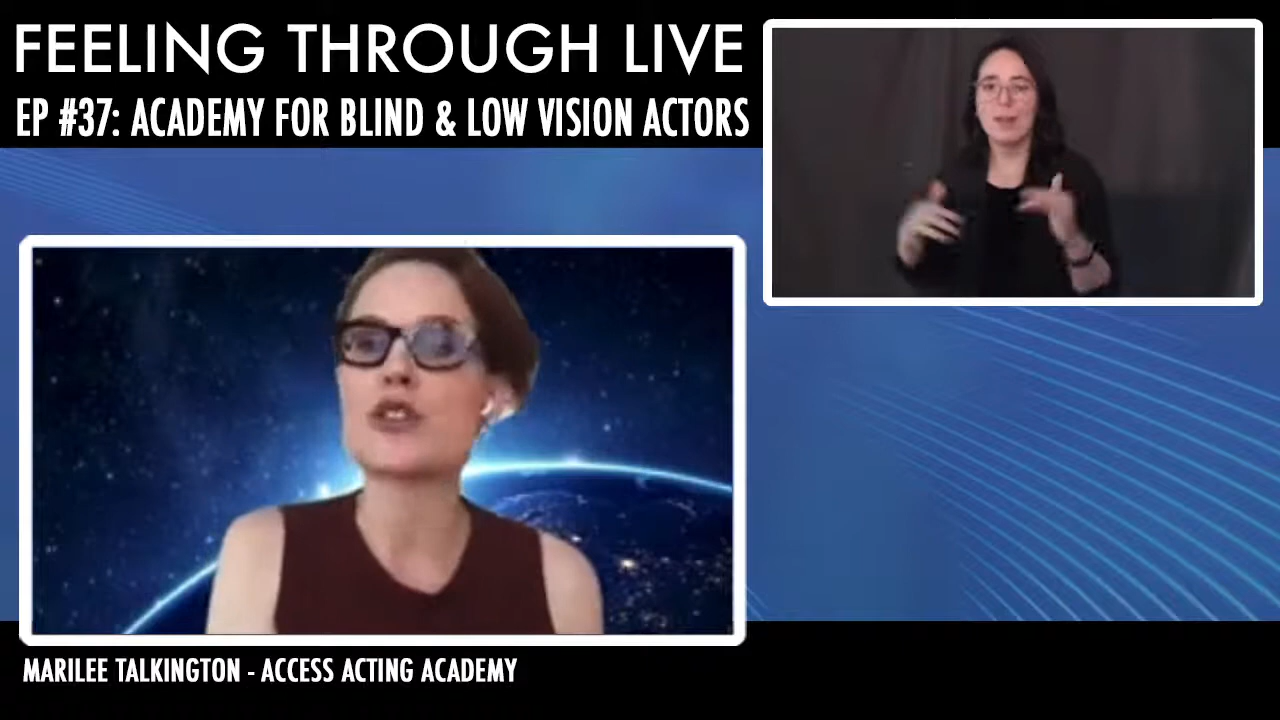 FEELING THROUGH LIVE
EP #37: ACADEMY FOR BLIND & LOW VISION ACTORS
MARILEE TALKINGTON - ACCESS ACTING ACADEMY